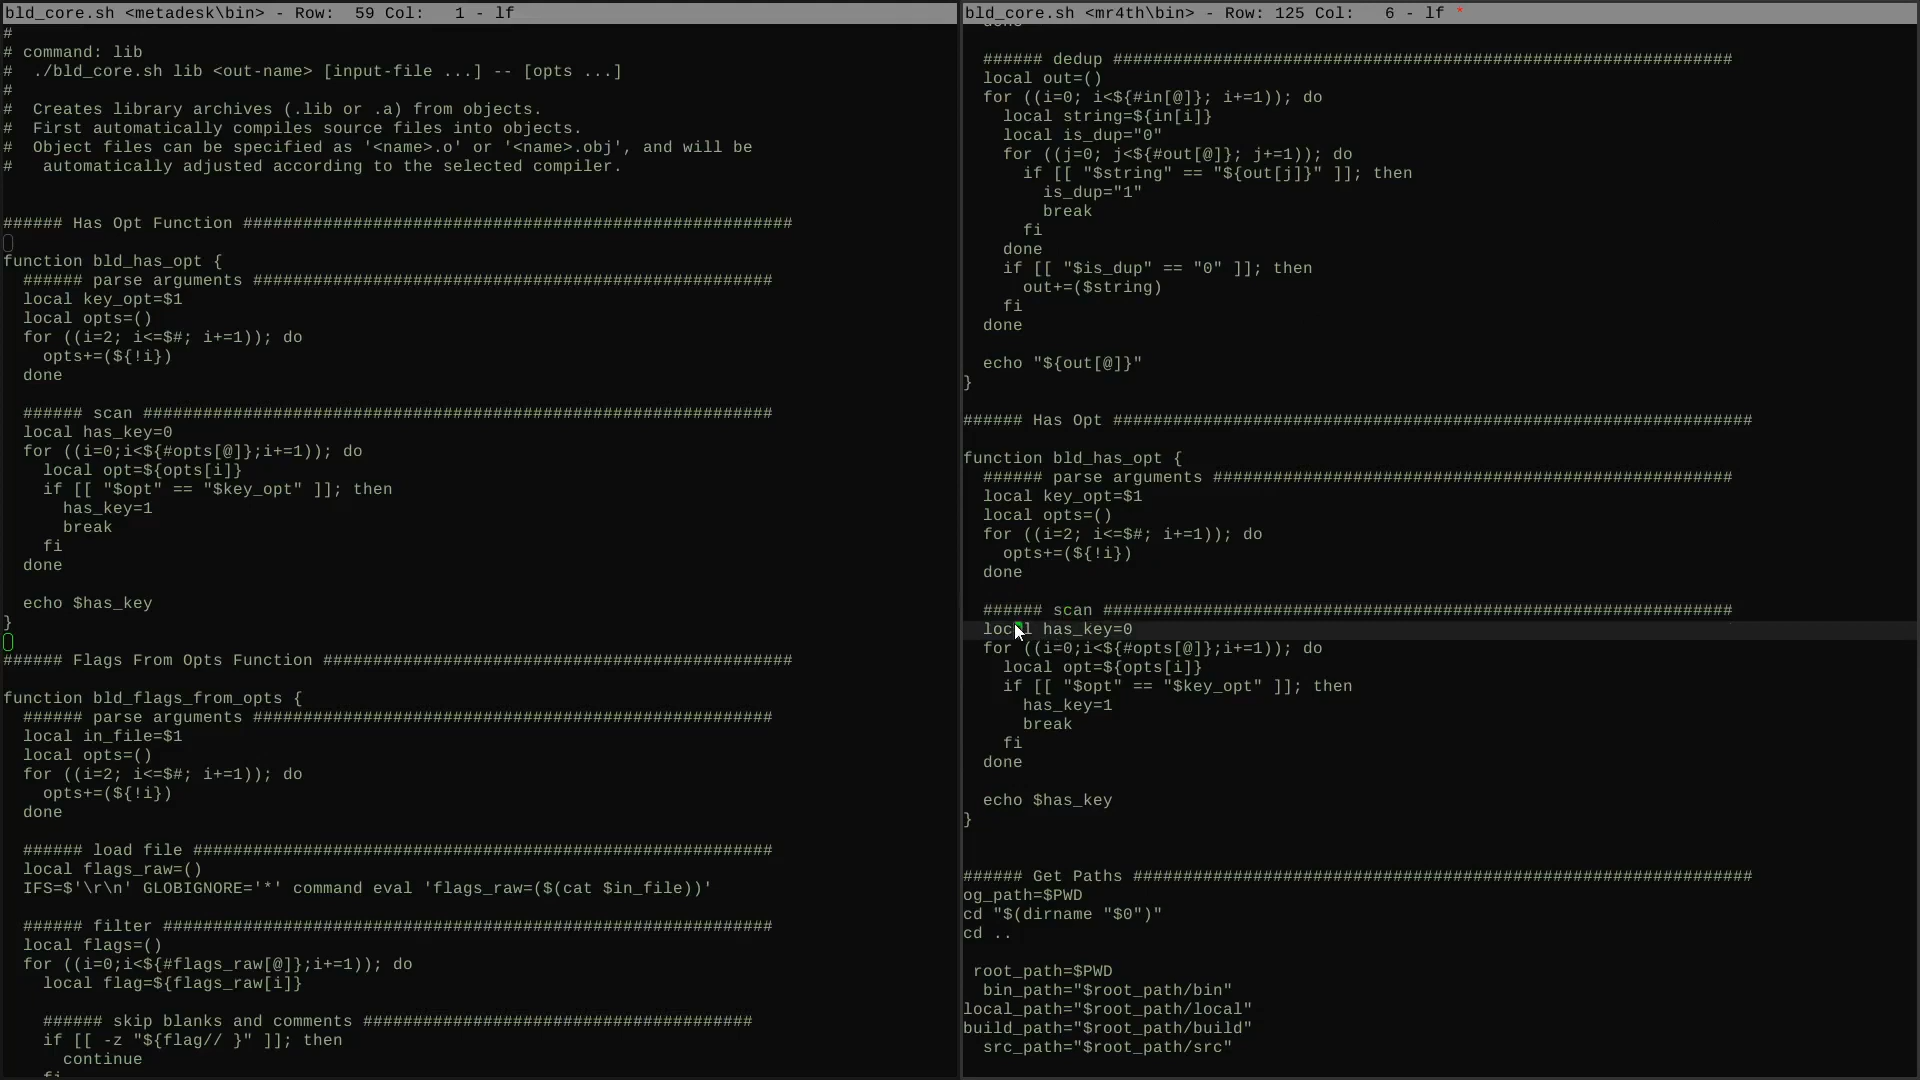 bld_core.sh <metadesk\bin> - Row:  59 Col:   1 - lf
#
# command: lib
#  ./bld_core.sh lib <out-name> [input-file ...] -- [opts ...]
#
#  Creates library archives (.lib or .a) from objects.
#  First automatically compiles source files into objects.
#  Object files can be specified as '<name>.o' or '<name>.obj', and will be
#   automatically adjusted according to the selected compiler.
###### Has Opt Function #######################################################
function bld_has_opt {
  ###### parse arguments ####################################################
  local key_opt=$1
  local opts=()
  for ((i=2; i<=$#; i+=1)); do
    opts+=(${!i})
  done
  ###### scan ###############################################################
  local has_key=0
  for ((i=0;i<${#opts[@]};i+=1)); do
    local opt=${opts[i]}
    if [[ "$opt" == "$key_opt" ]]; then
      has_key=1
      break
    fi
  done
  echo $has_key
}
###### Flags From Opts Function ###############################################
function bld_flags_from_opts {
  ###### parse arguments ####################################################
  local in_file=$1
  local opts=()
  for ((i=2; i<=$#; i+=1)); do
    opts+=(${!i})
  done
  ###### load file ##########################################################
  local flags_raw=()
  IFS=$'\r\n' GLOBIGNORE='*' command eval 'flags_raw=($(cat $in_file))'
  ###### filter #############################################################
  local flags=()
  for ((i=0;i<${#flags_raw[@]};i+=1)); do
    local flag=${flags_raw[i]}
    ###### skip blanks and comments #######################################
    if [[ -z "${flag// }" ]]; then
      continue
    fi
bld_core.sh <mr4th\bin> - Row: 125 Col:   6 - lf *
  done
  ###### dedup ##############################################################
  local out=()
  for ((i=0; i<${#in[@]}; i+=1)); do
    local string=${in[i]}
    local is_dup="0"
    for ((j=0; j<${#out[@]}; j+=1)); do
      if [[ "$string" == "${out[j]}" ]]; then
        is_dup="1"
        break
      fi
    done
    if [[ "$is_dup" == "0" ]]; then
      out+=($string)
    fi
  done
  echo "${out[@]}"
}
###### Has Opt ################################################################
function bld_has_opt {
  ###### parse arguments ####################################################
  local key_opt=$1
  local opts=()
  for ((i=2; i<=$#; i+=1)); do
    opts+=(${!i})
  done
  ###### scan ###############################################################
  local has_key=0
  for ((i=0;i<${#opts[@]};i+=1)); do
    local opt=${opts[i]}
    if [[ "$opt" == "$key_opt" ]]; then
      has_key=1
      break
    fi
  done
  echo $has_key
}
###### Get Paths ##############################################################
og_path=$PWD
cd "$(dirname "$0")"
cd ..
 root_path=$PWD
  bin_path="$root_path/bin"
local_path="$root_path/local"
build_path="$root_path/build"
  src_path="$root_path/src"